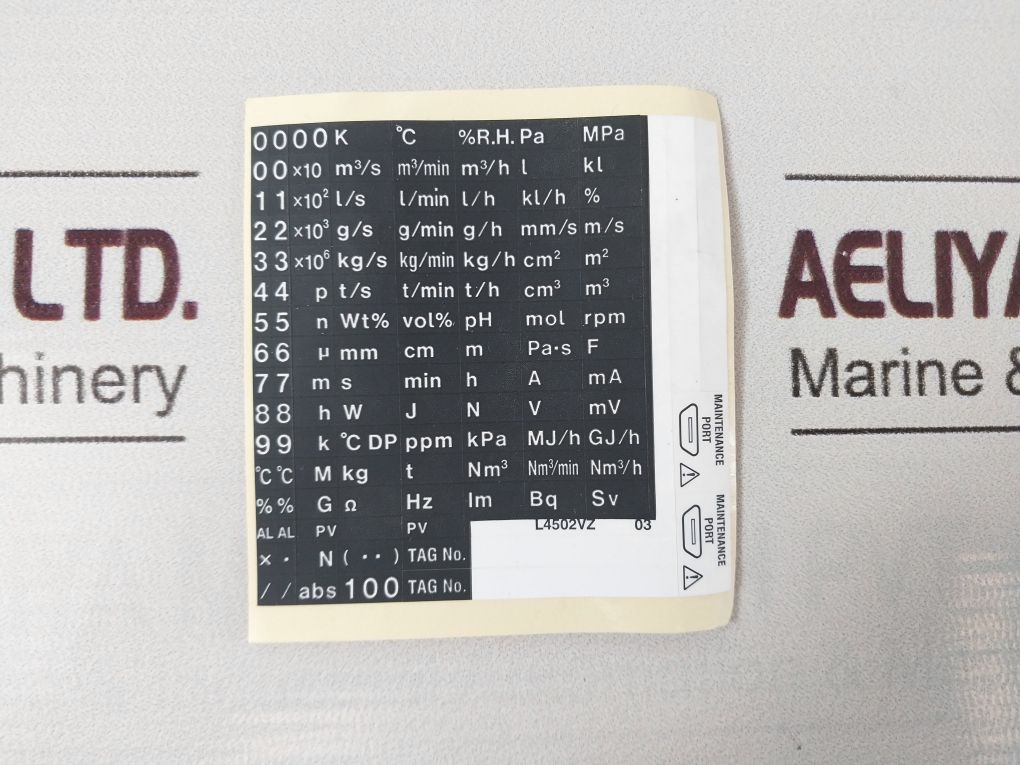 0000 K °C %R.H. Pa MPa
00 ×10 m³/s m³/min m³/h l kl
11 ×10² l/s l/min l/h kl/h %
22 ×10³ g/s g/min g/h mm/s m/s
33 ×10⁶ kg/s kg/min kg/h cm² m²
44 p t/s t/min t/h cm³ m³
55 n Wt% vol% pH mol rpm
66 μ mm cm m Pa·s F
77 m s min h A mA
88 h W J N V mV
99 k °C DP ppm kPa MJ/h GJ/h
°C °C M kg t Nm³ Nm³/min Nm³/h
% % G Ω Hz lm Bq Sv
AL AL PV PV
L4502VZ 03
× · N ( · · ) TAG No.
/ / abs 100 TAG No.
MAINTENANCE
PORT
MAINTENANCE
PORT
LTD.
hinery
AELIYA
Marine &